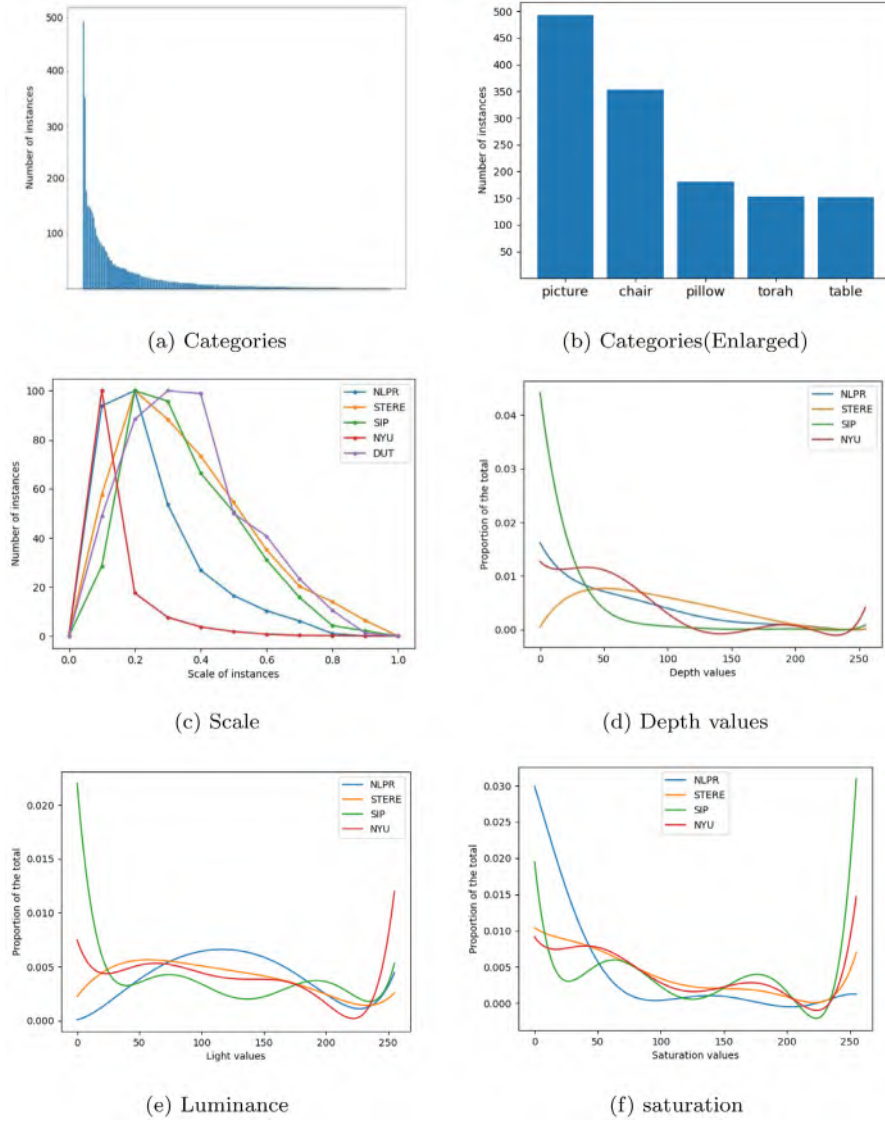 500
400
300
200
100
Number of instances
(a) Categories
500
450
400
350
300
250
200
150
100
50
Number of instances
picture chair pillow torah table
(b) Categories(Enlarged)
100
80
60
40
20
0
Number of instances
NLPR
STERE
SIP
NYU
DUT
0.0 0.2 0.4 0.6 0.8 1.0
Scale of instances
(c) Scale
0.04
0.03
0.02
0.01
0.00
Proportion of the total
NLPR
STERE
SIP
NYU
0 50 100 150 200 250
Depth values
(d) Depth values
0.020
0.015
0.010
0.005
0.000
Proportion of the total
NLPR
STERE
SIP
NYU
0 50 100 150 200 250
Light values
(e) Luminance
0.030
0.025
0.020
0.015
0.010
0.005
0.000
Proportion of the total
NLPR
STERE
SIP
NYU
0 50 100 150 200 250
Saturation values
(f) saturation